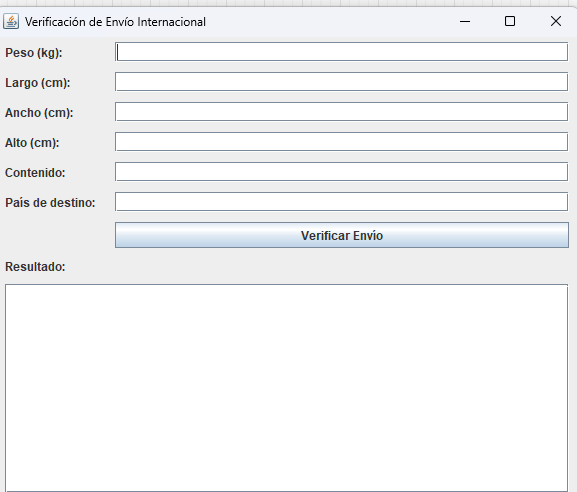 Verificación de Envío Internacional
Peso (kg):
Largo (cm):
Ancho (cm):
Alto (cm):
Contenido:
País de destino:
Verificar Envío
Resultado: